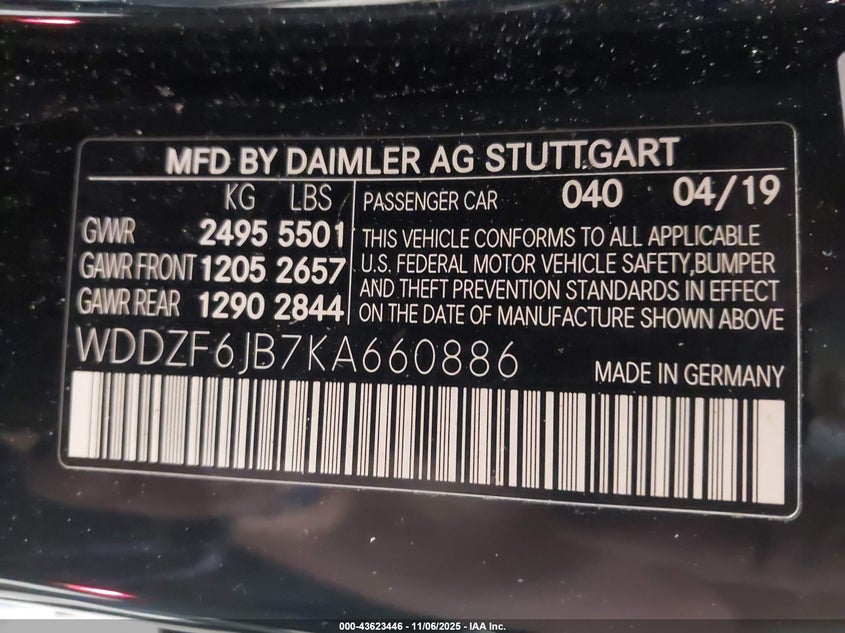 MFD BY DAIMLER AG STUTTGART
KG LBS
GVWR 2495 5501
GAWR FRONT 1205 2657
GAWR REAR 1290 2844
PASSENGER CAR 040 04/19
THIS VEHICLE CONFORMS TO ALL APPLICABLE
U.S. FEDERAL MOTOR VEHICLE SAFETY,BUMPER
AND THEFT PREVENTION STANDARDS IN EFFECT
ON THE DATE OF MANUFACTURE SHOWN ABOVE
WDDZF6JB7KA660886
MADE IN GERMANY
000-43623446 - 11/06/2025 - IAA Inc.